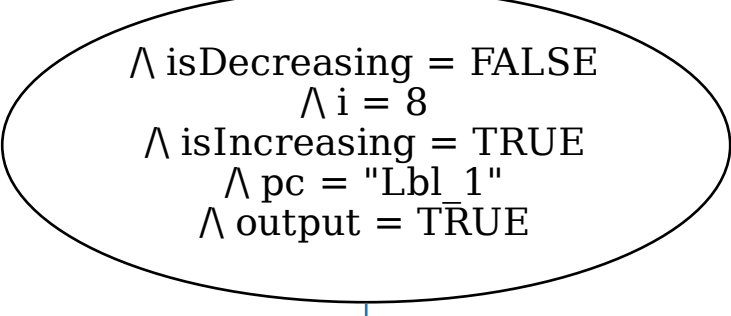 /\ isDecreasing = FALSE
/\ i = 8
/\ isIncreasing = TRUE
/\ pc = "Lbl_1"
/\ output = TRUE